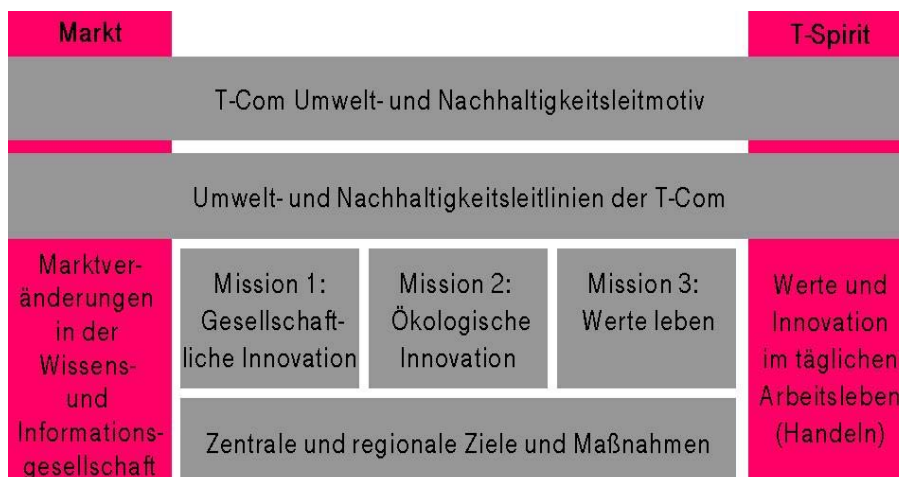 Markt
T-Spirit
T-Com Umwelt- und Nachhaltigkeitsleitmotiv
Umwelt- und Nachhaltigkeitsleitlinien der T-Com
Marktver-
änderungen
in der
Wissens-
und
Informations-
gesellschaft
Mission 1:
Gesellschaft-
liche Innovation
Mission 2:
Ökologische
Innovation
Mission 3:
Werte leben
Zentrale und regionale Ziele und Maßnahmen
Werte und
Innovation
im täglichen
Arbeitsleben
(Handeln)